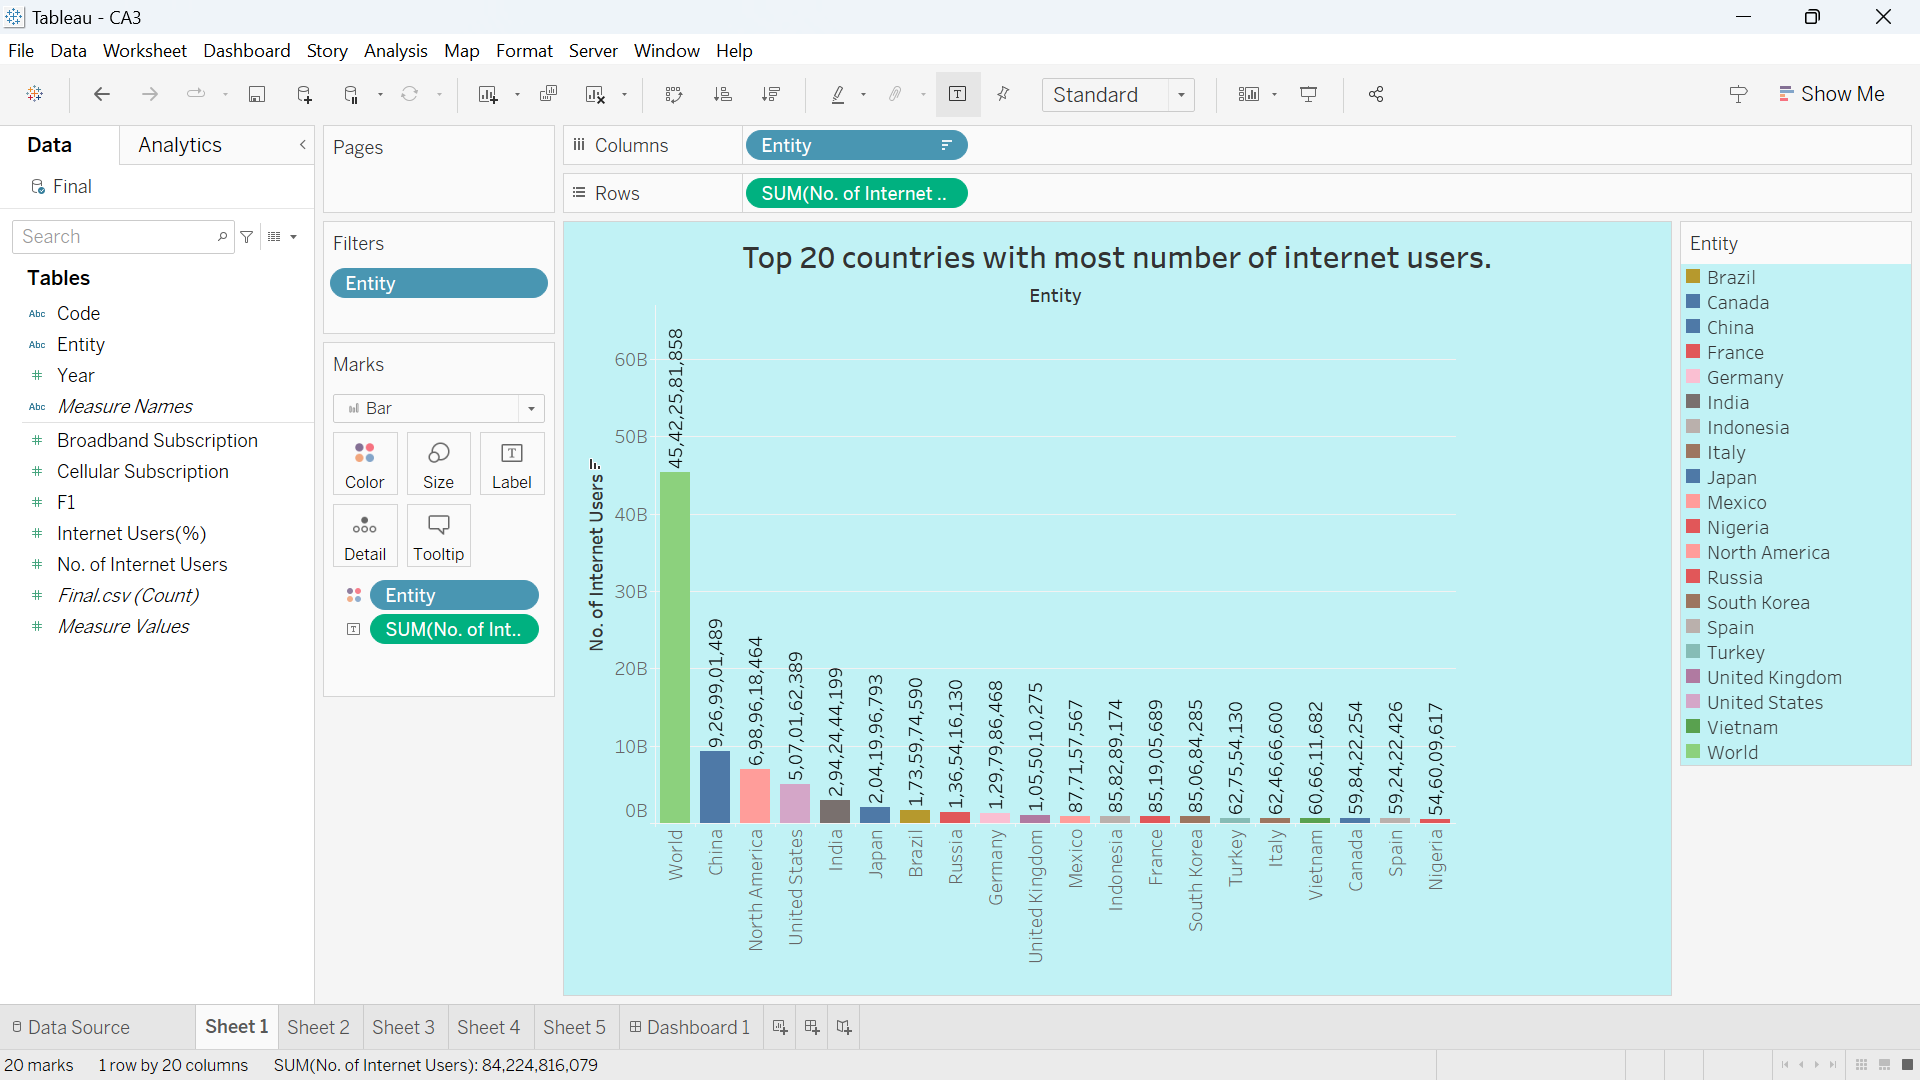 Tableau - CA3
File Data Worksheet Dashboard Story Analysis Map Format Server Window Help
Standard
Show Me
Data
Analytics
Final
Search
Tables
Abc Code
Abc Entity
# Year
Abc Measure Names
# Broadband Subscription
# Cellular Subscription
# F1
# Internet Users(%)
# No. of Internet Users
# Final.csv (Count)
# Measure Values
Pages
Filters
Entity
Marks
Bar
Color
Size
T Label
Detail
Tooltip
Entity
T SUM(No. of Int..
Columns
Entity
Rows
SUM(No. of Internet ..
Top 20 countries with most number of internet users.
Entity
No. of Internet Users
60B
50B
40B
30B
20B
10B
0B
45,42,25,81,858
9,26,99,01,489
6,98,96,18,464
5,07,01,62,389
2,94,24,44,199
2,04,19,96,793
1,73,59,74,590
1,36,54,16,130
1,29,79,86,468
1,05,50,10,275
87,71,57,567
85,82,89,174
85,19,05,689
85,06,84,285
62,75,54,130
62,46,66,600
60,66,11,682
59,84,22,254
59,24,22,426
54,60,09,617
World
China
North America
United States
India
Japan
Brazil
Russia
Germany
United Kingdom
Mexico
Indonesia
France
South Korea
Turkey
Italy
Vietnam
Canada
Spain
Nigeria
Entity
Brazil
Canada
China
France
Germany
India
Indonesia
Italy
Japan
Mexico
Nigeria
North America
Russia
South Korea
Spain
Turkey
United Kingdom
United States
Vietnam
World
Data Source
Sheet 1
Sheet 2
Sheet 3
Sheet 4
Sheet 5
Dashboard 1
20 marks
1 row by 20 columns
SUM(No. of Internet Users): 84,224,816,079